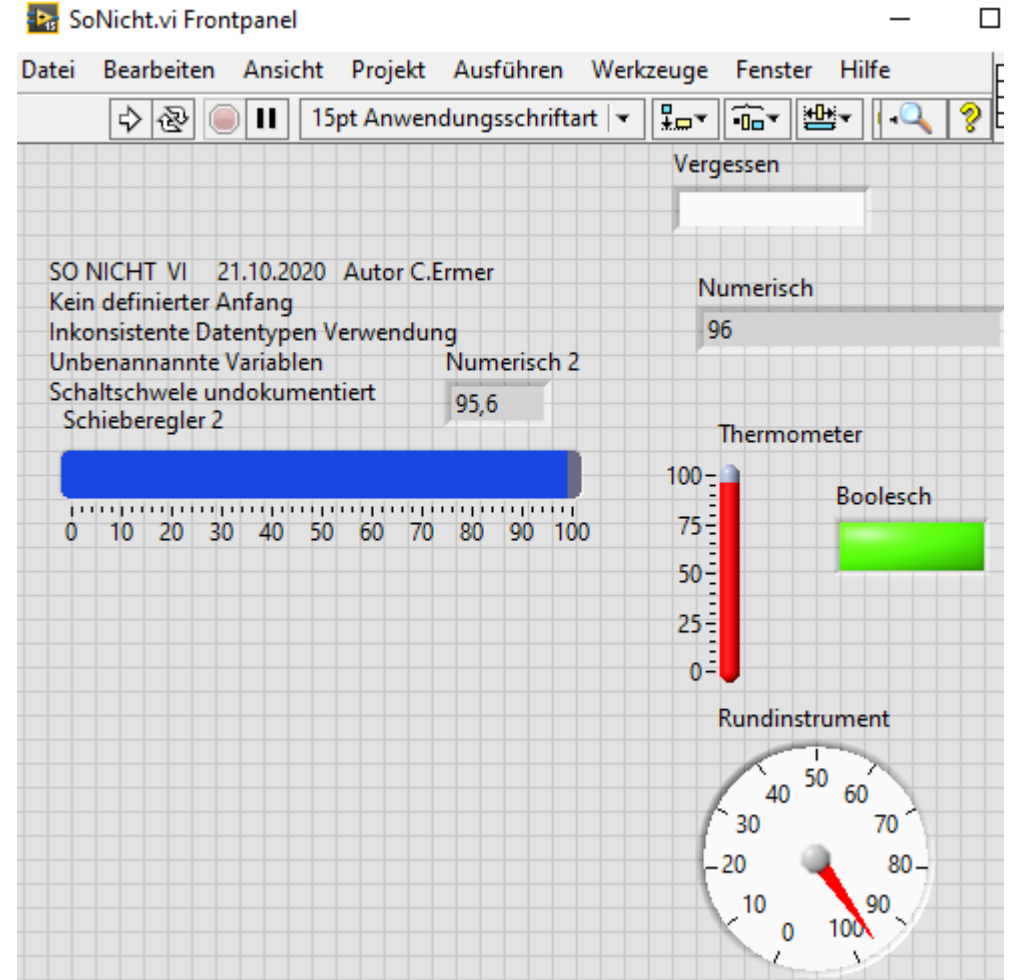 SoNicht.vi Frontpanel
Datei Bearbeiten Ansicht Projekt Ausführen Werkzeuge Fenster Hilfe
15pt Anwendungsschriftart
Vergessen
SO NICHT VI 21.10.2020 Autor C.Ermer
Kein definierter Anfang
Inkonsistente Datentypen Verwendung
Unbenannannte Variablen
Schaltschwele undokumentiert
Numerisch
96
Numerisch 2
95,6
Schieberegler 2
0 10 20 30 40 50 60 70 80 90 100
Thermometer
100
75
50
25
0
Boolesch
Rundinstrument
0 10 20 30 40 50 60 70 80 90 100